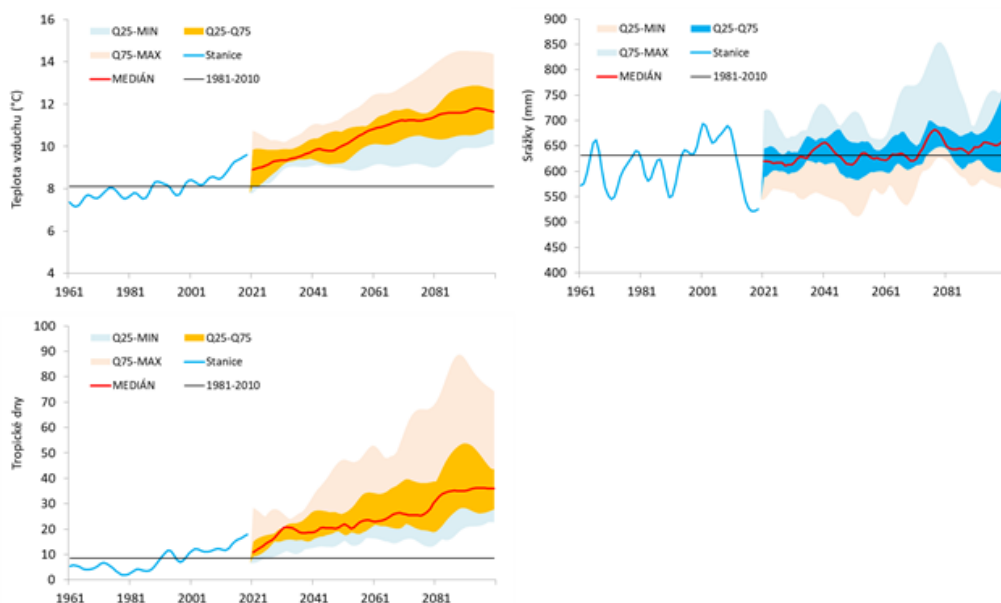 Teplota vzduchu (°C)
16
14
12
10
8
6
4
Q25-MIN
Q25-Q75
Q75-MAX
Stanice
MEDIÁN
1981-2010
1961
1981
2001
2021
2041
2061
2081
Srážky (mm)
900
850
800
750
700
650
600
550
500
450
400
Q25-MIN
Q25-Q75
Q75-MAX
Stanice
MEDIÁN
1981-2010
1961
1981
2001
2021
2041
2061
2081
Tropické dny
100
90
80
70
60
50
40
30
20
10
0
Q25-MIN
Q25-Q75
Q75-MAX
Stanice
MEDIÁN
1981-2010
1961
1981
2001
2021
2041
2061
2081